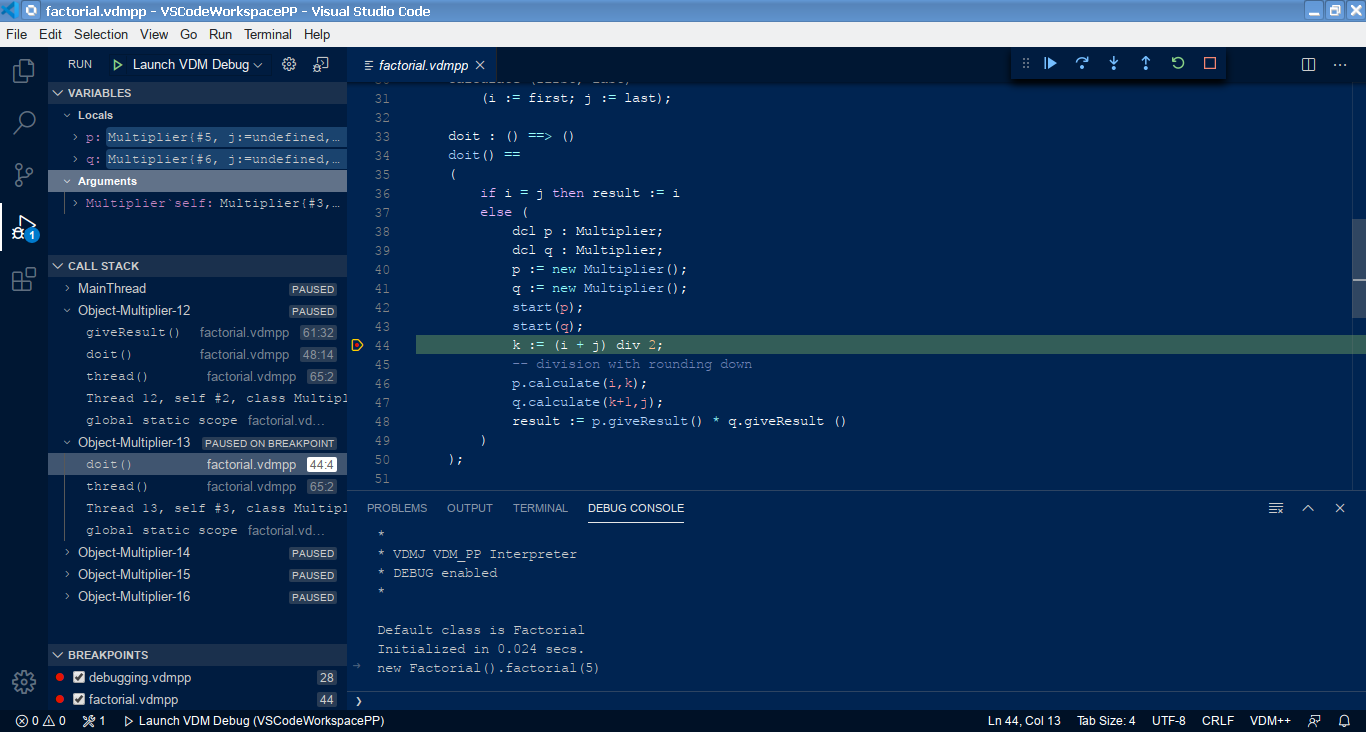 factorial.vdmpp - VSCodeWorkspacePP - Visual Studio Code
File Edit Selection View Go Run Terminal Help
RUN Launch VDM Debug
VARIABLES
Locals
p: Multiplier{#5, j:=undefined,…
q: Multiplier{#6, j:=undefined,…
Arguments
Multiplier`self: Multiplier{#3,…
CALL STACK
MainThread PAUSED
Object-Multiplier-12 PAUSED
giveResult() factorial.vdmpp 61:32
doit() factorial.vdmpp 48:14
thread() factorial.vdmpp 65:2
Thread 12, self #2, class Multipl
global static scope factorial.vd…
Object-Multiplier-13 PAUSED ON BREAKPOINT
doit() factorial.vdmpp 44:4
thread() factorial.vdmpp 65:2
Thread 13, self #3, class Multipl
global static scope factorial.vd…
Object-Multiplier-14 PAUSED
Object-Multiplier-15 PAUSED
Object-Multiplier-16 PAUSED
BREAKPOINTS
debugging.vdmpp 28
factorial.vdmpp 44
factorial.vdmpp
31 (i := first; j := last);
32
33 doit : () ==> ()
34 doit() ==
35 (
36 if i = j then result := i
37 else (
38 dcl p : Multiplier;
39 dcl q : Multiplier;
40 p := new Multiplier();
41 q := new Multiplier();
42 start(p);
43 start(q);
44 k := (i + j) div 2;
45 -- division with rounding down
46 p.calculate(i,k);
47 q.calculate(k+1,j);
48 result := p.giveResult() * q.giveResult ()
49 )
50 );
51
PROBLEMS OUTPUT TERMINAL DEBUG CONSOLE
*
* VDMJ VDM_PP Interpreter
* DEBUG enabled
*
Default class is Factorial
Initialized in 0.024 secs.
new Factorial().factorial(5)
0 0 1 Launch VDM Debug (VSCodeWorkspacePP) Ln 44, Col 13 Tab Size: 4 UTF-8 CRLF VDM++
1